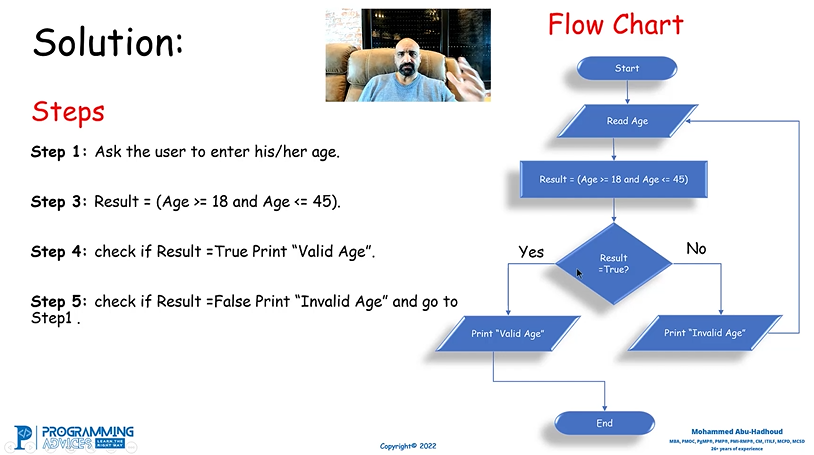 Solution:
Steps
Step 1: Ask the user to enter his/her age.
Step 3: Result = (Age >= 18 and Age <= 45).
Step 4: check if Result =True Print “Valid Age”.
Step 5: check if Result =False Print “Invalid Age” and go to
Step1 .
Flow Chart
Start
Read Age
Result = (Age >= 18 and Age <= 45)
Result
=True?
Yes
No
Print “Valid Age”
Print “Invalid Age”
End
PROGRAMMING
ADVICES LEARN THE
RIGHT WAY
Copyright© 2022
Mohammed Abu-Hadhoud
MBA, PMOC, PgMP®, PMP®, PMI-RMP®, CM, ITILF, MCPD, MCSD
26+ years of experience